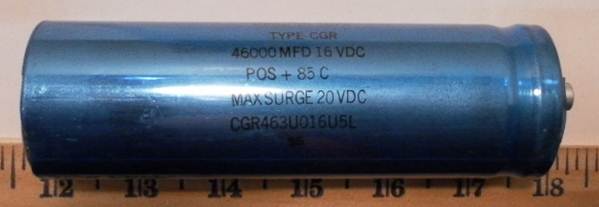 TYPE CGR
46000 MFD 16 VDC
POS + 85 C
MAX SURGE 20 VDC
CGR463U016U5L
12 13 14 15 16 17 18